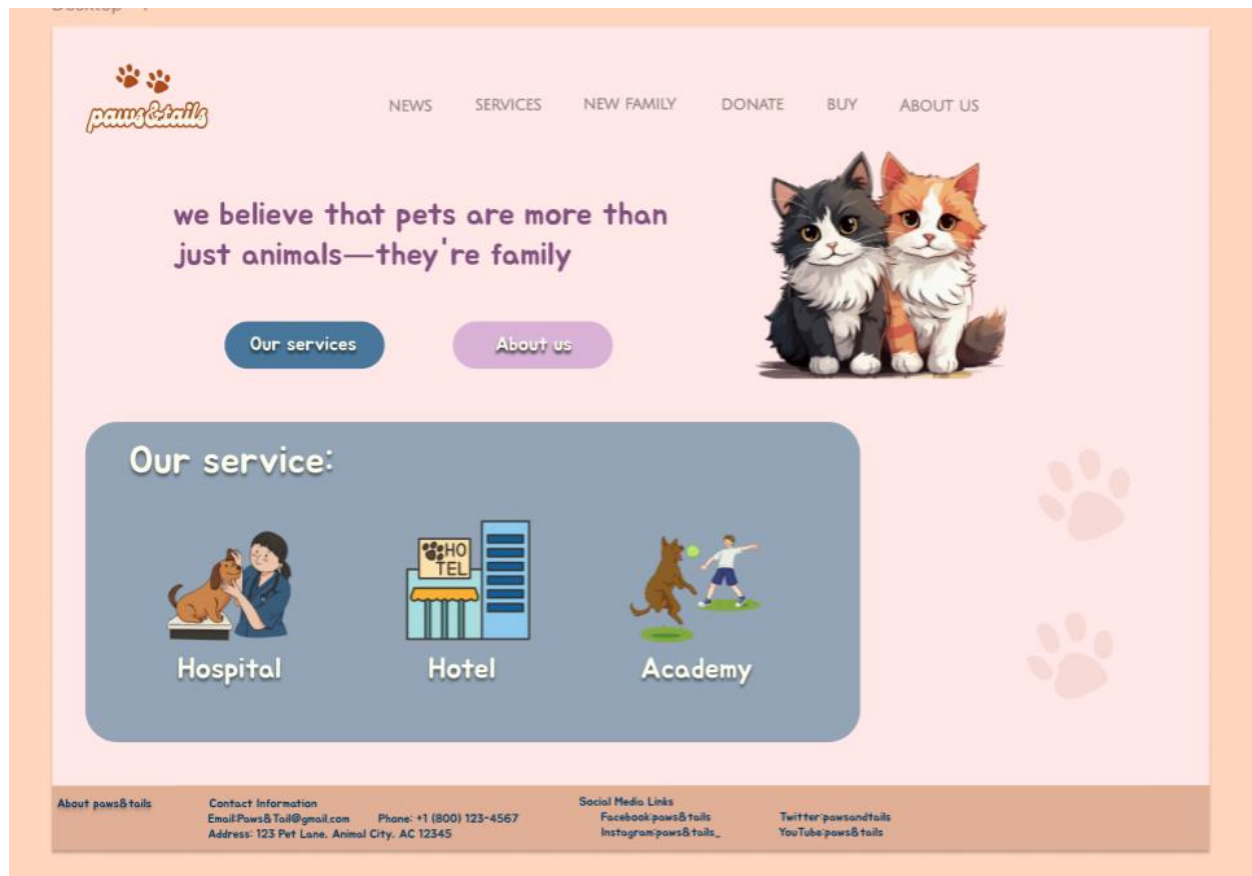 paws&tails
NEWS SERVICES NEW FAMILY DONATE BUY ABOUT US
we believe that pets are more than
just animals—they're family
Our services About us
Our service:
HO
TEL
Hospital Hotel Academy
About paws&tails
Contact Information
Email:Paws&Tail@gmail.com Phone: +1 (800) 123-4567
Address: 123 Pet Lane, Animal City, AC 12345
Social Media Links
Facebook:paws&tails Twitter:pawsandtails
Instagram:paws&tails_ YouTube:paws&tails